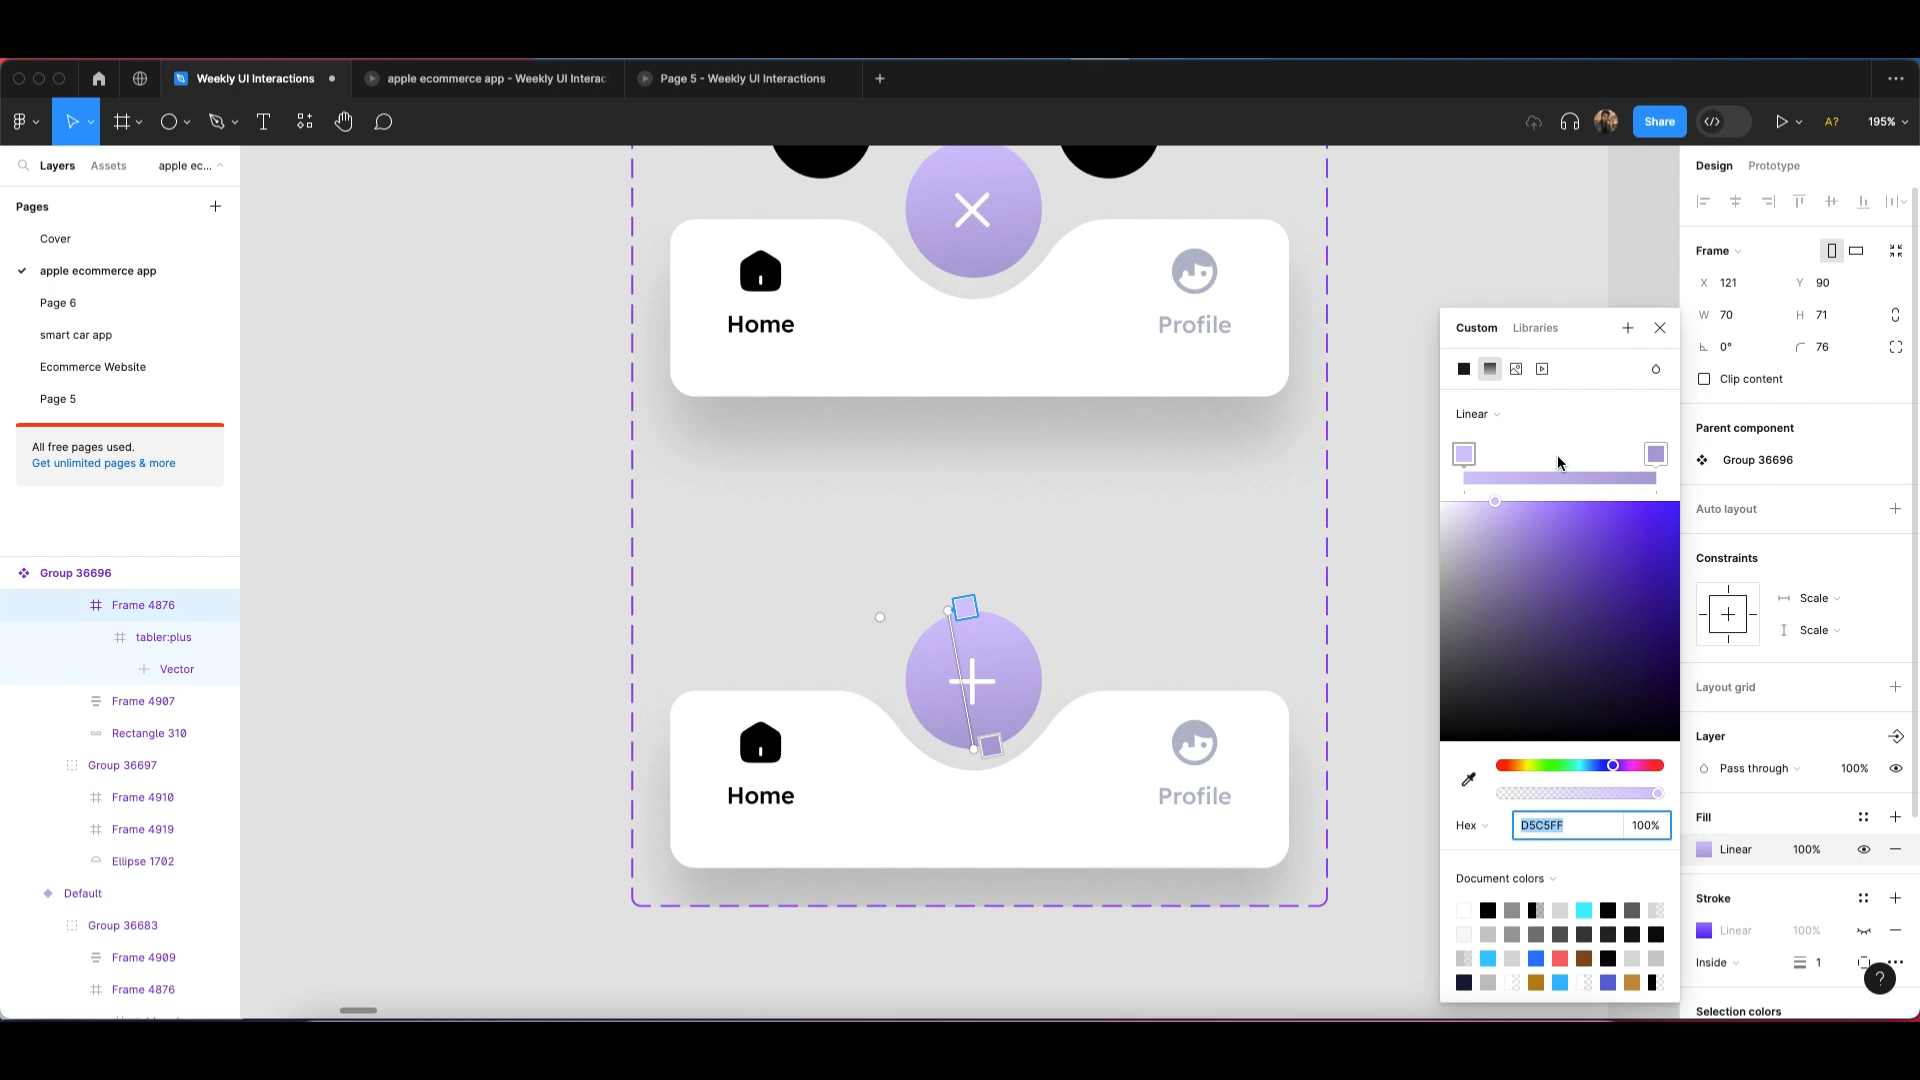 Weekly UI Interactions
apple ecommerce app - Weekly UI Interac
Page 5 - Weekly UI Interactions
Share
A?
195%
Layers
Assets
apple ec...
Pages
Cover
apple ecommerce app
Page 6
smart car app
Ecommerce Website
Page 5
All free pages used.
Get unlimited pages & more
Group 36696
Frame 4876
tabler:plus
Vector
Frame 4907
Rectangle 310
Group 36697
Frame 4910
Frame 4919
Ellipse 1702
Default
Group 36683
Frame 4909
Frame 4876
Home
Profile
Home
Profile
Custom
Libraries
Linear
Hex
D5C5FF
100%
Document colors
Design
Prototype
Frame
X 121
Y 90
W 70
H 71
0°
76
Clip content
Parent component
Group 36696
Auto layout
Constraints
Scale
Scale
Layout grid
Layer
Pass through
100%
Fill
Linear
100%
Stroke
Linear
100%
Inside
1
?
Selection colors